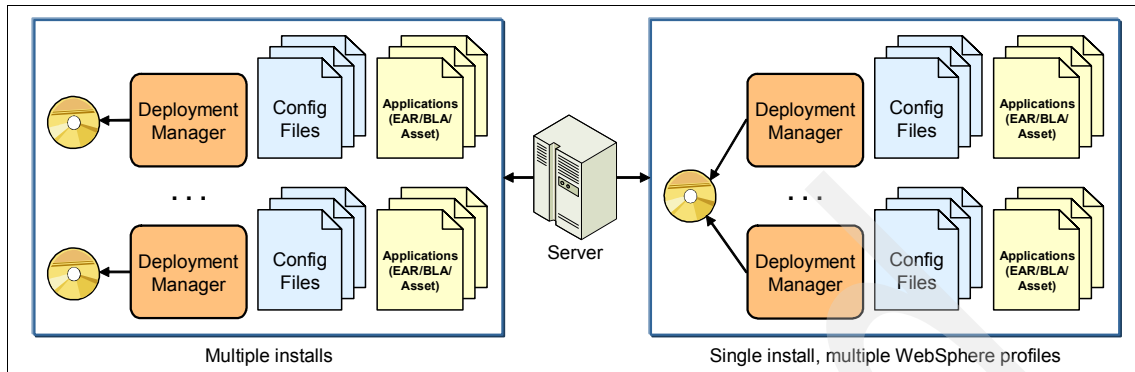 Deployment
Manager
Config
Files
Applications
(EAR/BLA/
Asset)
. . .
Deployment
Manager
Config
Files
Applications
(EAR/BLA/
Asset)
Multiple installs
Server
Deployment
Manager
Config
Files
Applications
(EAR/BLA/
Asset)
. . .
Deployment
Manager
Config
Files
Applications
(EAR/BLA/
Asset)
Single install, multiple WebSphere profiles